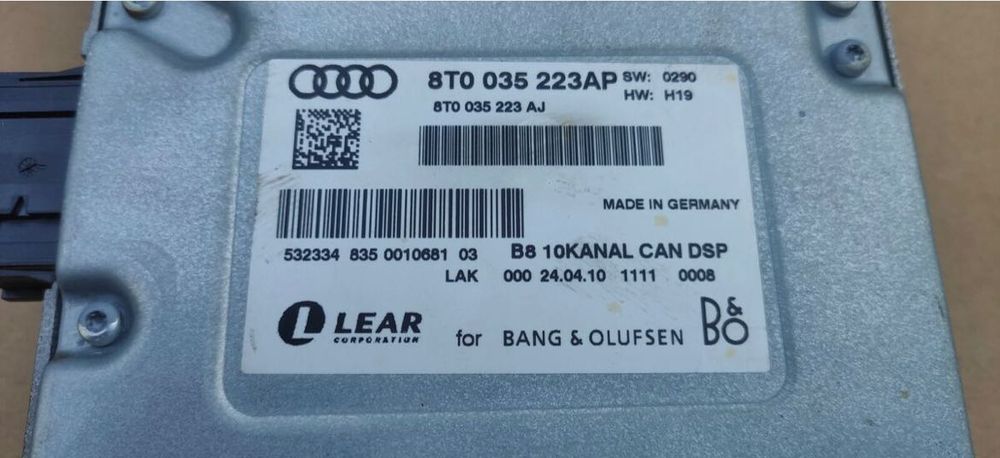 8T0 035 223AP SW: 0290
HW: H19
8T0 035 223 AJ
MADE IN GERMANY
532334 835 0010681 03 B8 10KANAL CAN DSP
LAK 000 24.04.10 1111 0008
L LEAR
CORPORATION
for BANG & OLUFSEN B&O